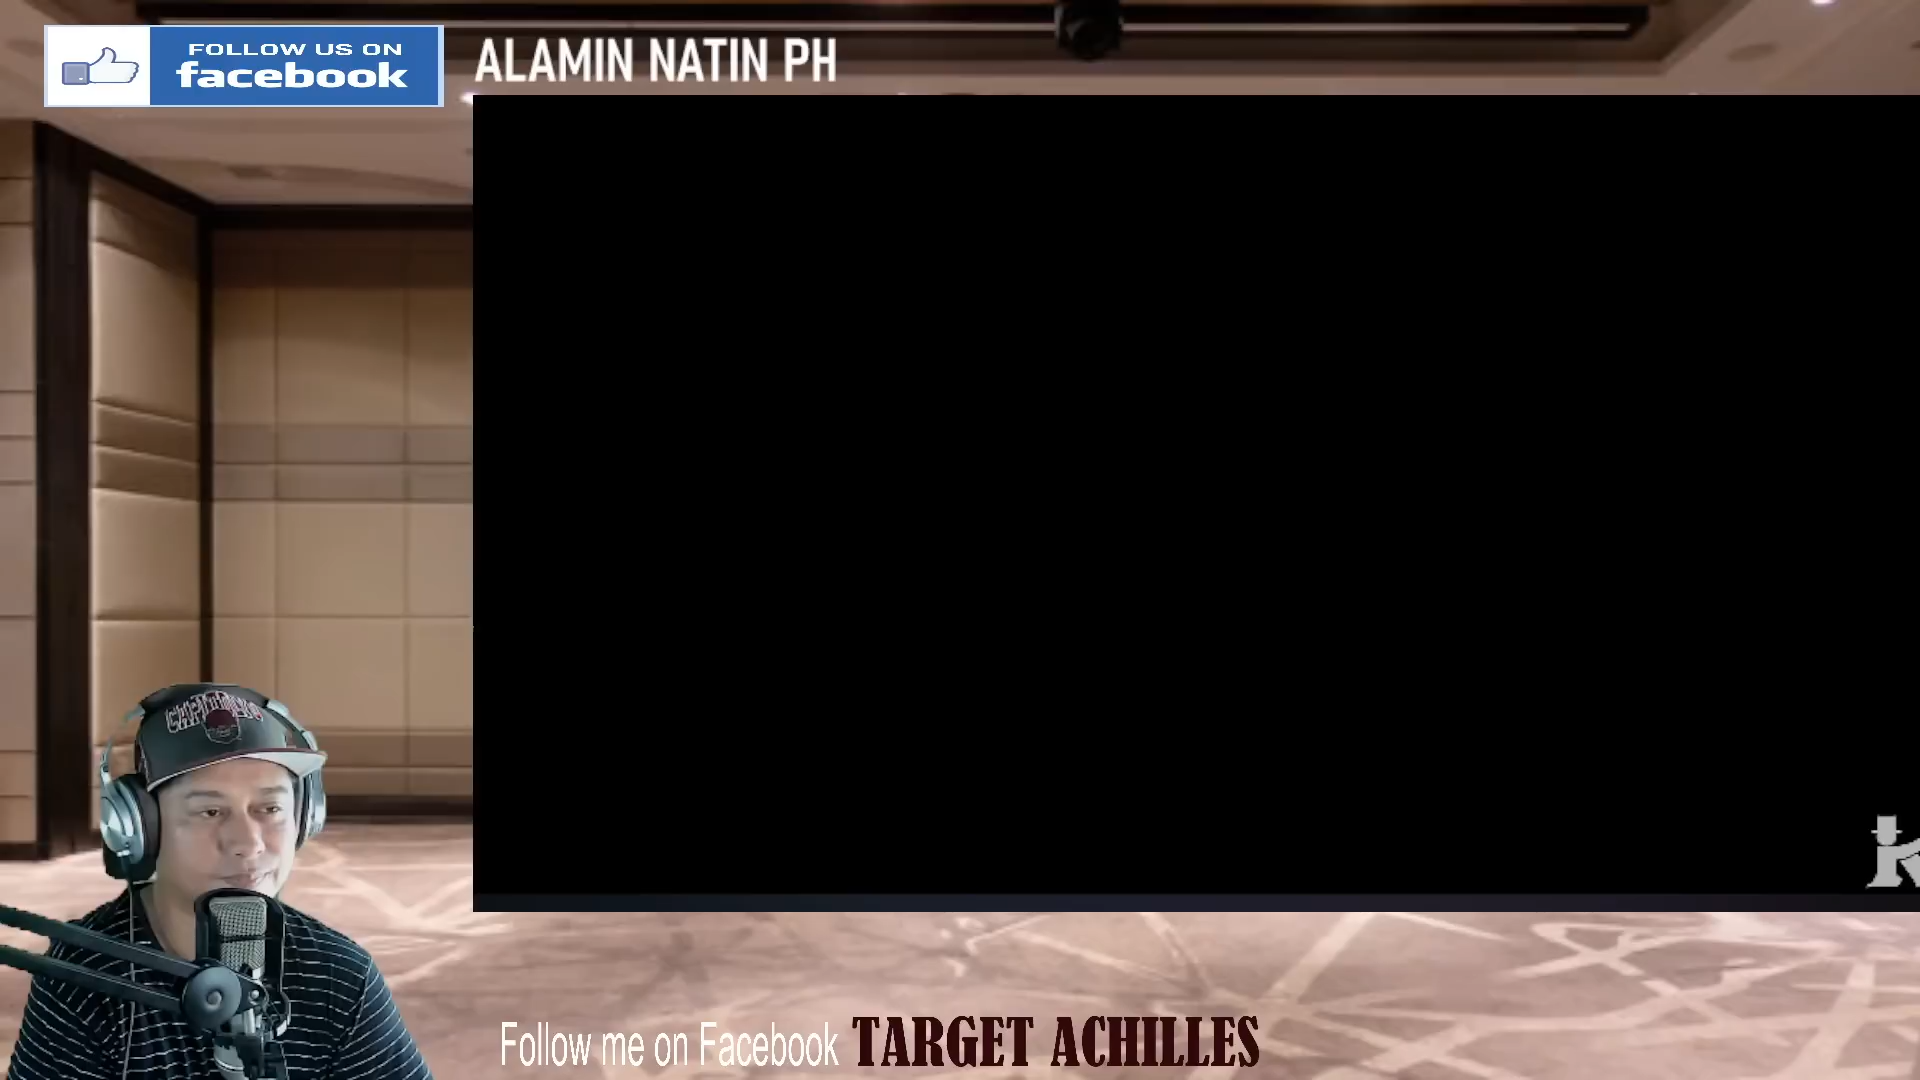 FOLLOW US ON
facebook
ALAMIN NATIN PH
Follow me on Facebook TARGET ACHILLES